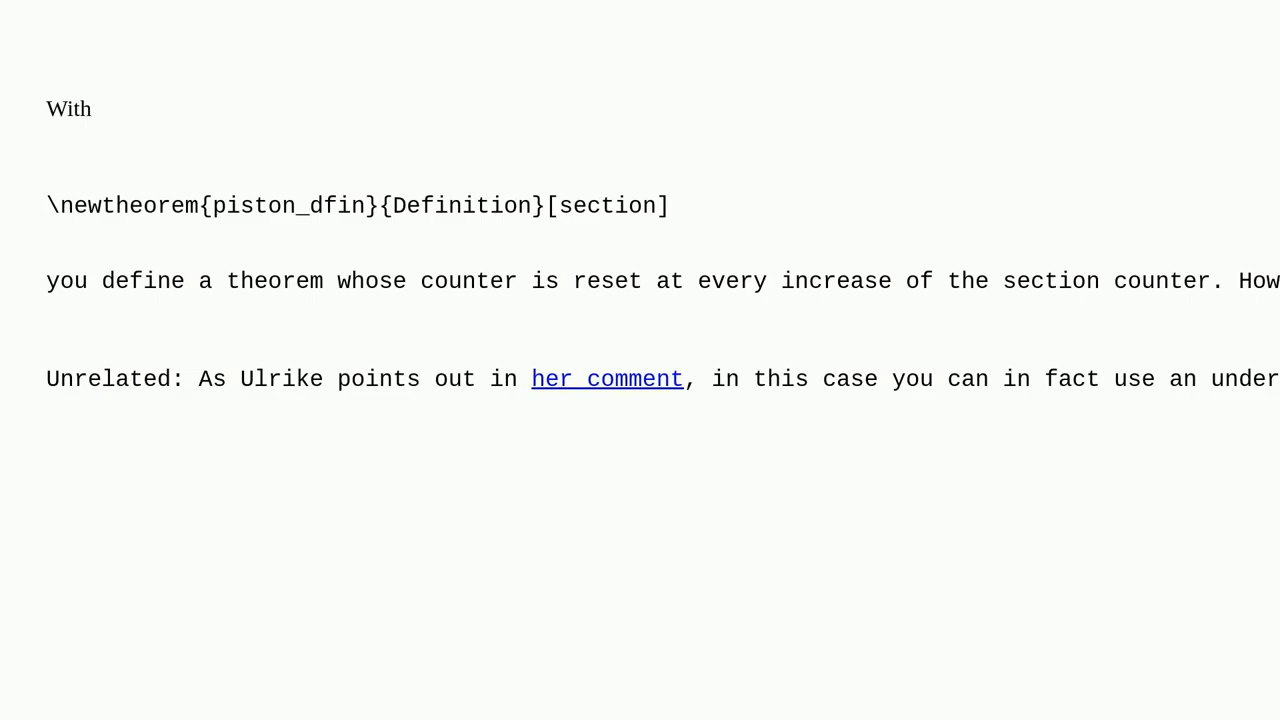 With
\newtheorem{piston_dfin}{Definition}[section]
you define a theorem whose counter is reset at every increase of the section counter. How
Unrelated: As Ulrike points out in her comment, in this case you can in fact use an under